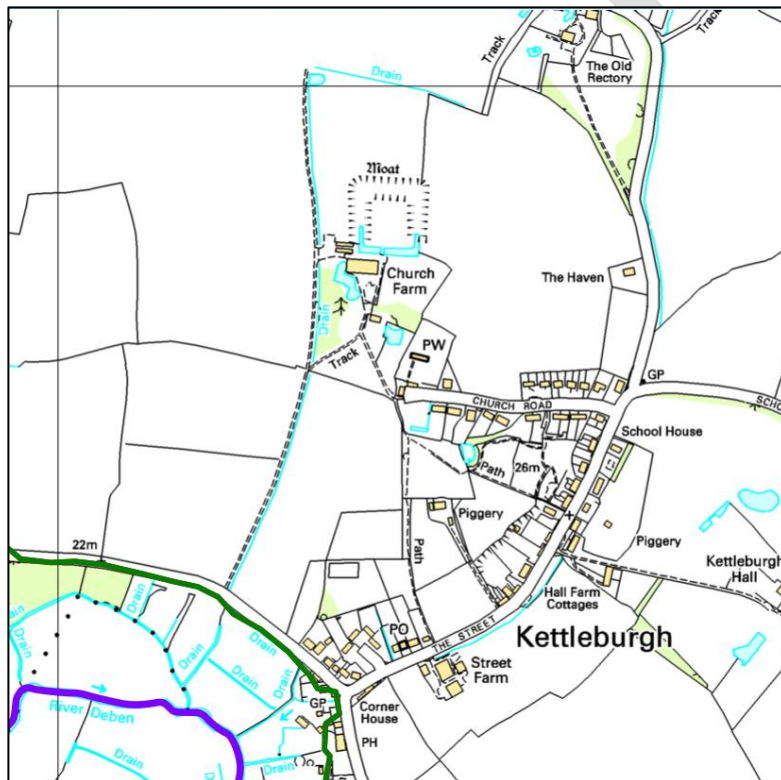 Track
Track
The Old
Rectory
Drain
Moat
The Haven
Church
Farm
Drain
PW
Track
GP
CHURCH ROAD
SCHO
School House
Path
26m
Piggery
Piggery
Path
Kettleburgh
Hall
22m
Drain
Drain
Hall Farm
Cottages
PO
THE STREET
Kettleburgh
Drain
Drain
Drain
Street
Farm
GP
Corner
House
River Deben
PH
Drain
Drain